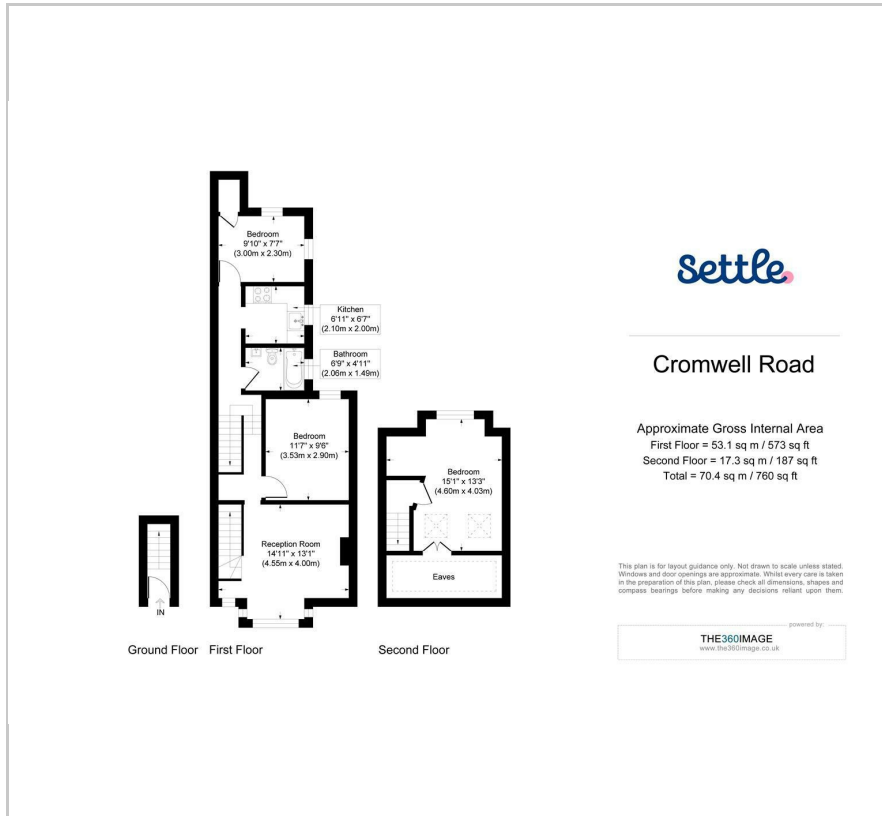 Bedroom
9'10" x 7'7"
(3.00m x 2.30m)
Kitchen
6'11" x 6'7"
(2.10m x 2.00m)
Bathroom
6'9" x 4'11"
(2.06m x 1.49m)
Bedroom
11'7" x 9'6"
(3.53m x 2.90m)
Reception Room
14'11" x 13'1"
(4.55m x 4.00m)
IN
Ground Floor
First Floor
Bedroom
15'1" x 13'3"
(4.60m x 4.03m)
Eaves
Second Floor
Settle
Cromwell Road
Approximate Gross Internal Area
First Floor = 53.1 sq m / 573 sq ft
Second Floor = 17.3 sq m / 187 sq ft
Total = 70.4 sq m / 760 sq ft
This plan is for layout guidance only. Not drawn to scale unless stated.
Windows and door openings are approximate. Whilst every care is taken
in the preparation of this plan, please check all dimensions, shapes and
compass bearings before making any decisions reliant upon them.
powered by:
THE360IMAGE
www.the360image.co.uk